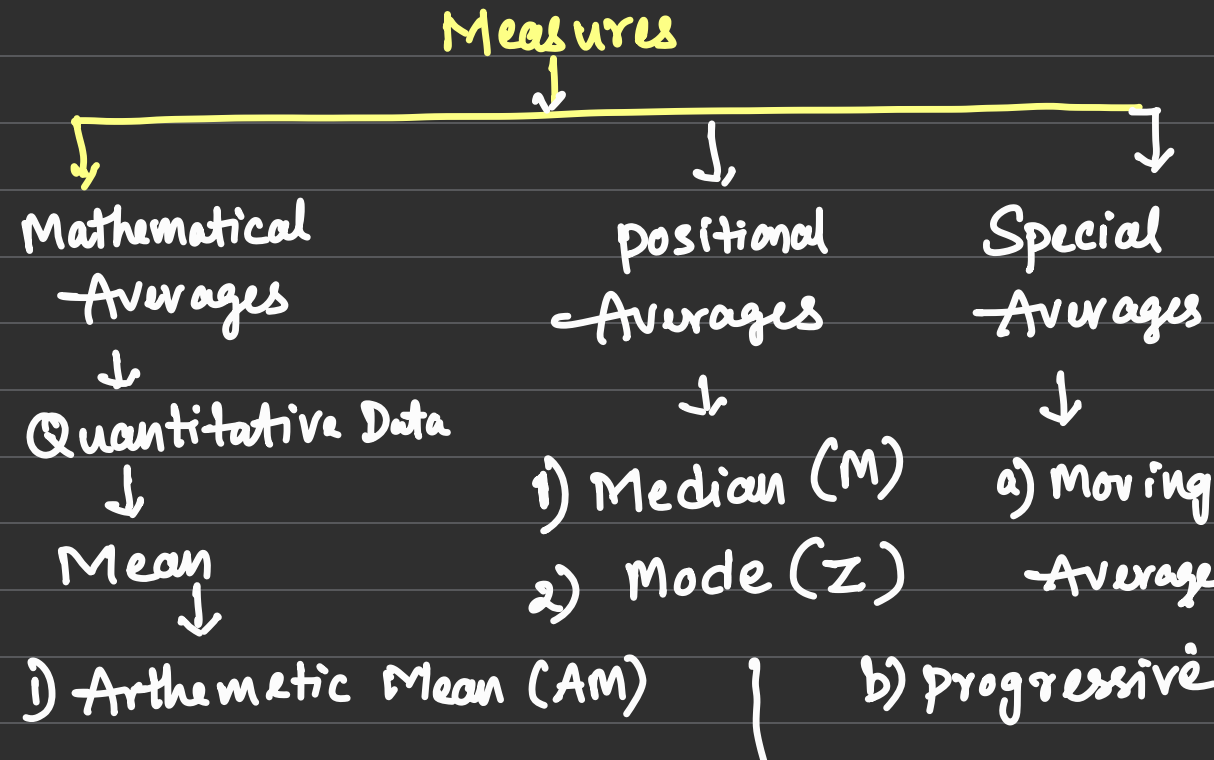 Measures
Mathematical
Averages
Quantitative Data
Mean
i) Arthemetic Mean (AM)
Positional
Averages
1) Median (M)
2) Mode (Z)
Special
Averages
a) Moving
Average
b) Progressive